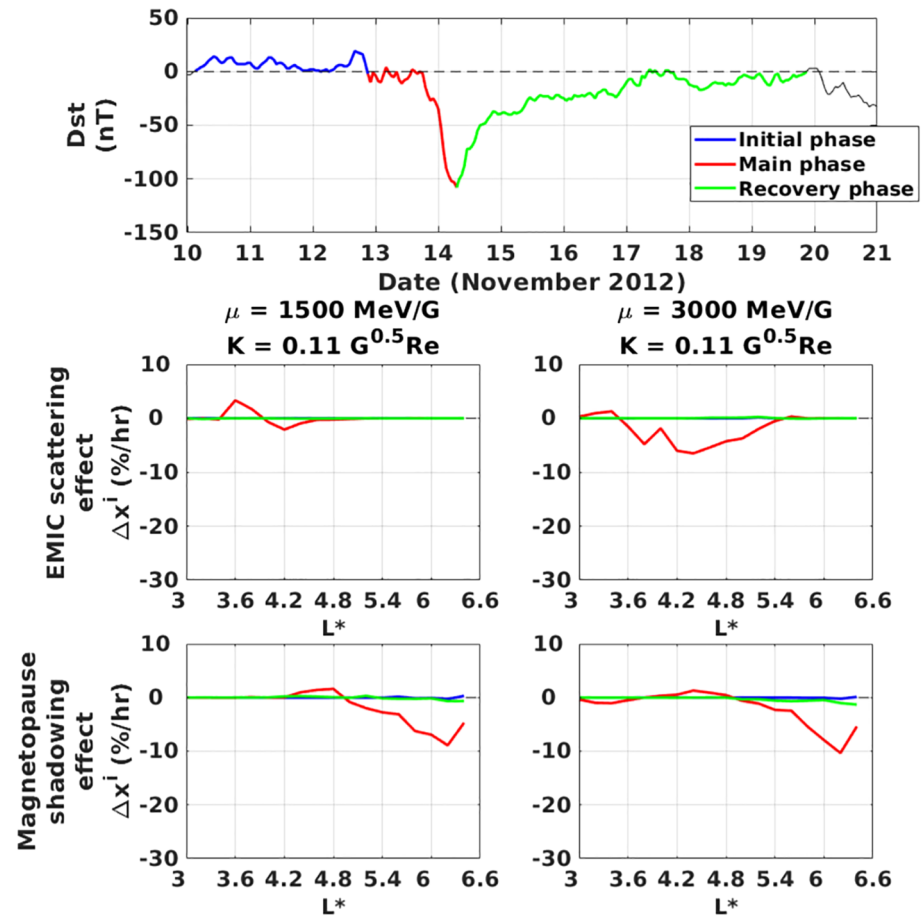 50
0
-50
-100
-150
Dst
(nT)
Initial phase
Main phase
Recovery phase
10 11 12 13 14 15 16 17 18 19 20 21
Date (November 2012)
μ = 1500 MeV/G
K = 0.11 G^0.5Re
μ = 3000 MeV/G
K = 0.11 G^0.5Re
EMIC scattering
effect
Δx^i (%/hr)
10
0
-10
-20
-30
3 3.6 4.2 4.8 5.4 6 6.6
L*
10
0
-10
-20
-30
3 3.6 4.2 4.8 5.4 6 6.6
L*
Magnetopause
shadowing
effect
Δx^i (%/hr)
10
0
-10
-20
-30
3 3.6 4.2 4.8 5.4 6 6.6
L*
10
0
-10
-20
-30
3 3.6 4.2 4.8 5.4 6 6.6
L*